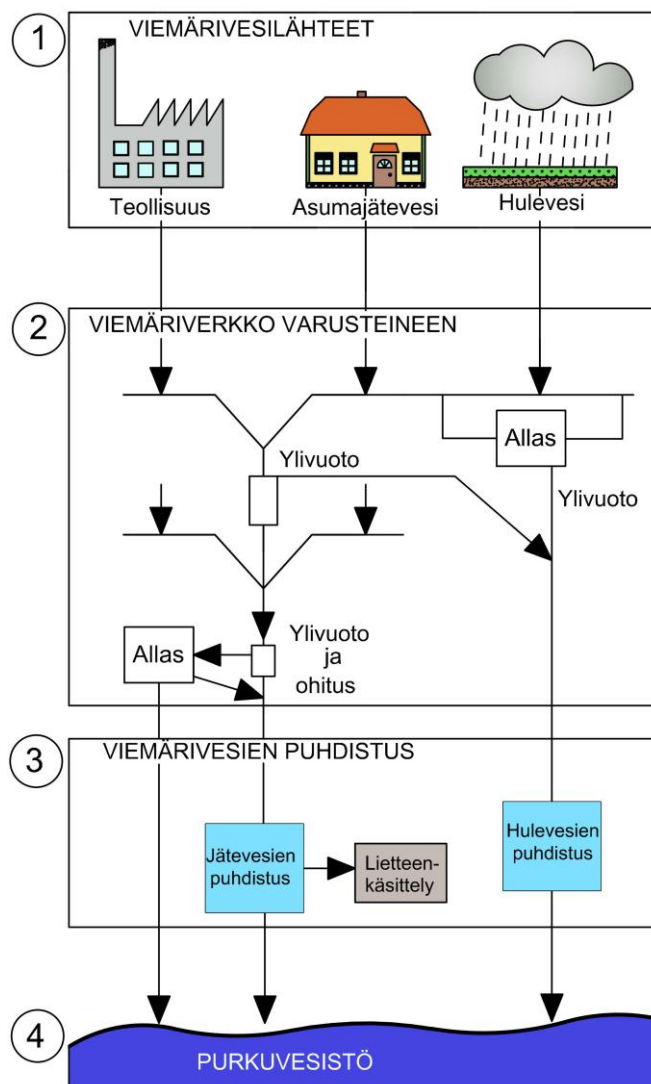 1
VIEMÄRIVESILÄHTEET
Teollisuus
Asumajätevesi
Hulevesi
2
VIEMÄRIVERKKO VARUSTEINEEN
Allas
Ylivuoto
Ylivuoto
Allas
Ylivuoto
ja
ohitus
3
VIEMÄRIVESIEN PUHDISTUS
Jätevesien
puhdistus
Lietteen-
käsittely
Hulevesien
puhdistus
4
PURKUVESISTÖ